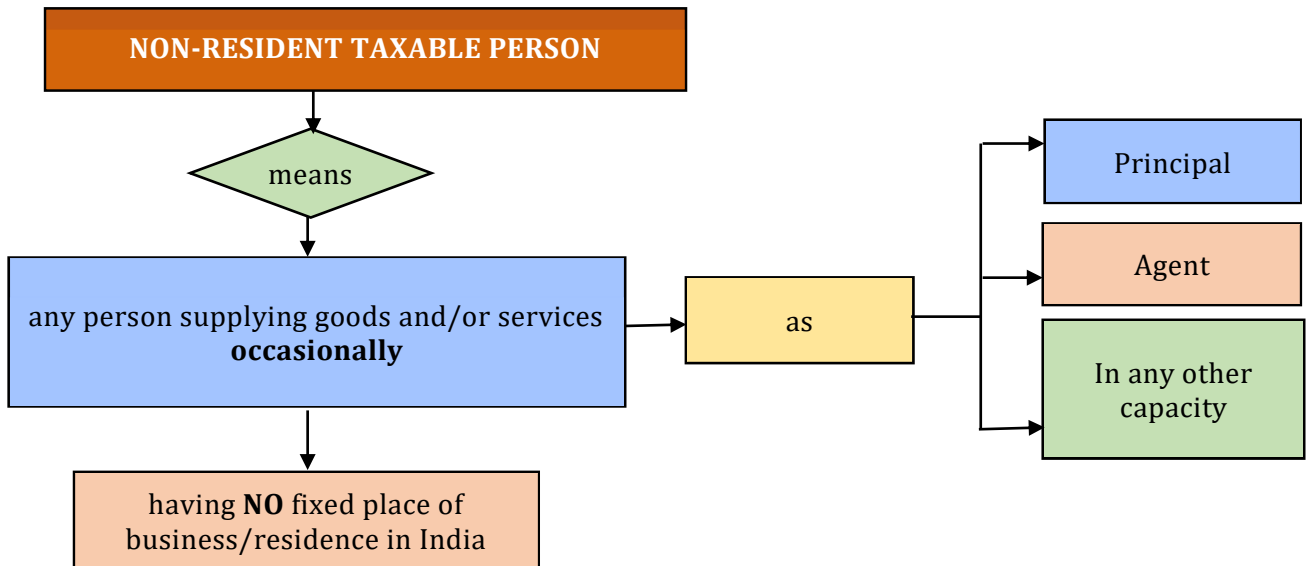 NON-RESIDENT TAXABLE PERSON
means
any person supplying goods and/or services
occasionally
as
Principal
Agent
In any other
capacity
having NO fixed place of
business/residence in India